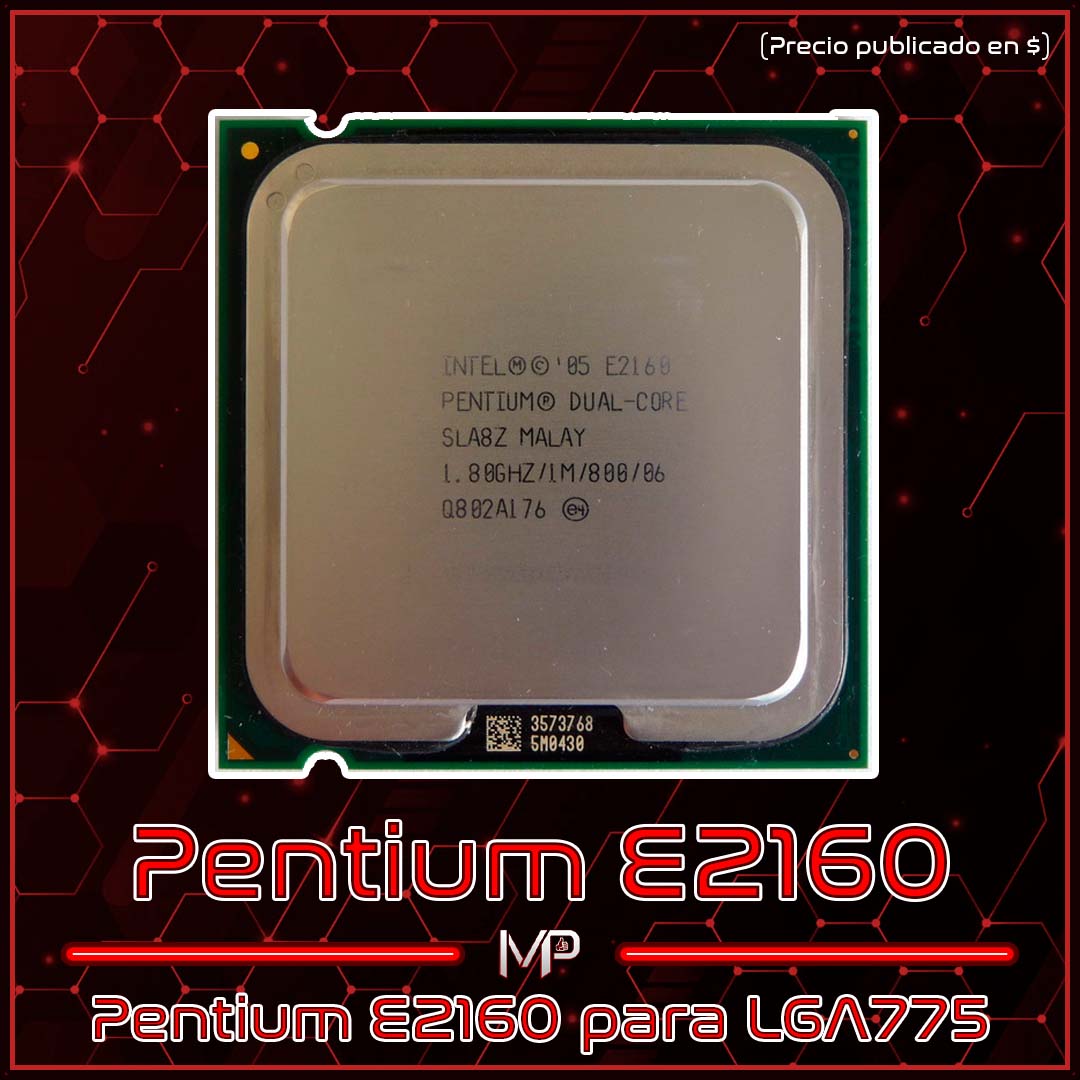 (Precio publicado en $)
INTEL Ⓜ © '05 E2160
PENTIUM® DUAL-CORE
SLA8Z MALAY
1.80GHZ/1M/800/06
Q802A176 e4
3573768
5M0430
Pentium E2160
MP
Pentium E2160 para LGA775